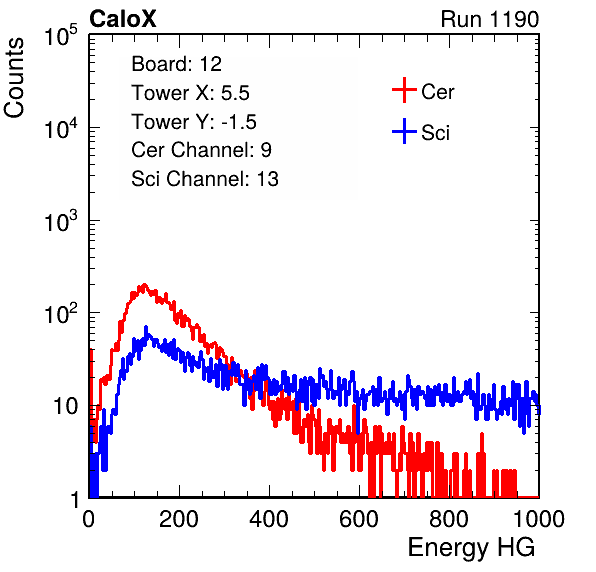 CaloX Run 1190
Counts
10^5
10^4
10^3
10^2
10
1
Board: 12
Tower X: 5.5
Tower Y: -1.5
Cer Channel: 9
Sci Channel: 13
Cer
Sci
0 200 400 600 800 1000
Energy HG